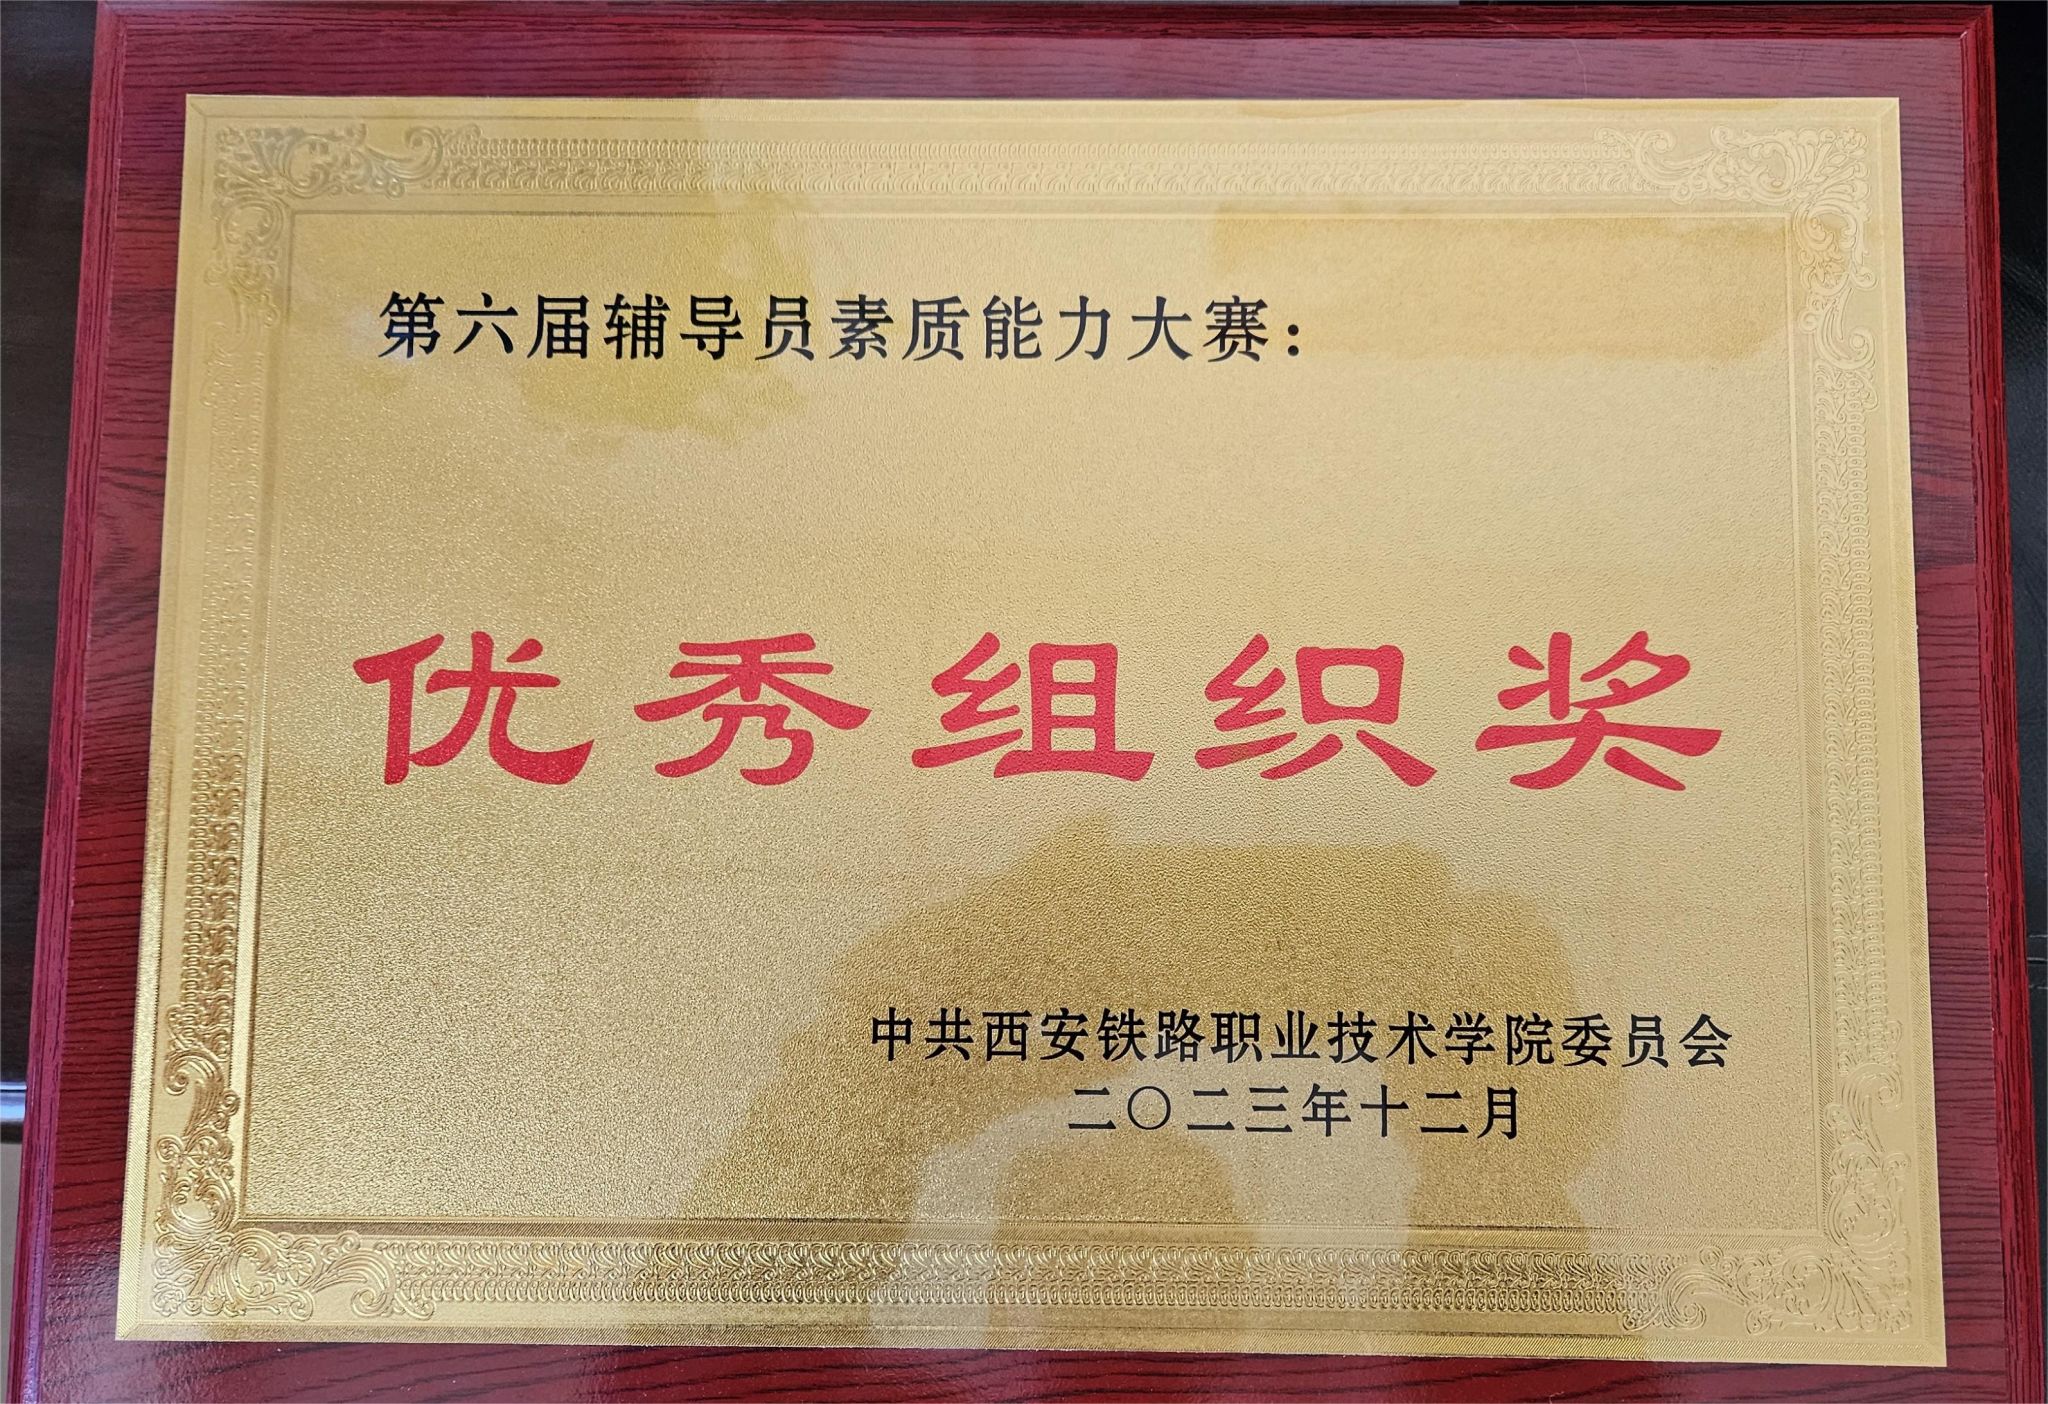 第六届辅导员素质能力大赛：
优秀组织奖
中共西安铁路职业技术学院委员会
二〇二三年十二月